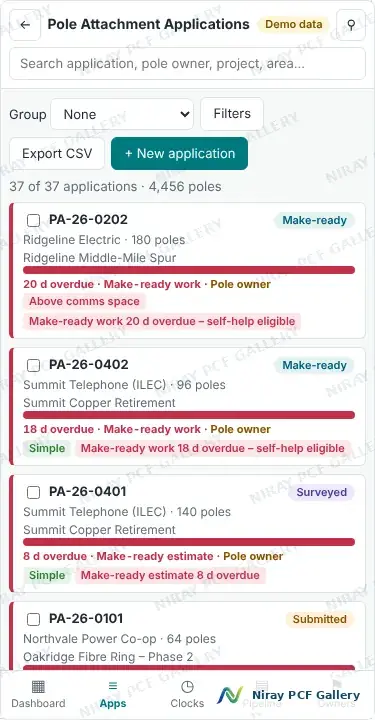 ← Pole Attachment Applications Demo data
Search application, pole owner, project, area...
Group None Filters
Export CSV + New application
37 of 37 applications · 4,456 poles
PA-26-0202 Make-ready
Ridgeline Electric · 180 poles
Ridgeline Middle-Mile Spur
20 d overdue · Make-ready work · Pole owner
Above comms space
Make-ready work 20 d overdue – self-help eligible
PA-26-0402 Make-ready
Summit Telephone (ILEC) · 96 poles
Summit Copper Retirement
18 d overdue · Make-ready work · Pole owner
Simple Make-ready work 18 d overdue – self-help eligible
PA-26-0401 Surveyed
Summit Telephone (ILEC) · 140 poles
Summit Copper Retirement
8 d overdue · Make-ready estimate · Pole owner
Simple Make-ready estimate 8 d overdue
PA-26-0101 Submitted
Northvale Power Co-op · 64 poles
Oakridge Fibre Ring – Phase 2
Dashboard Apps Clocks Pipeline Owners
Niray PCF Gallery
NIRAY PCF GALLERY